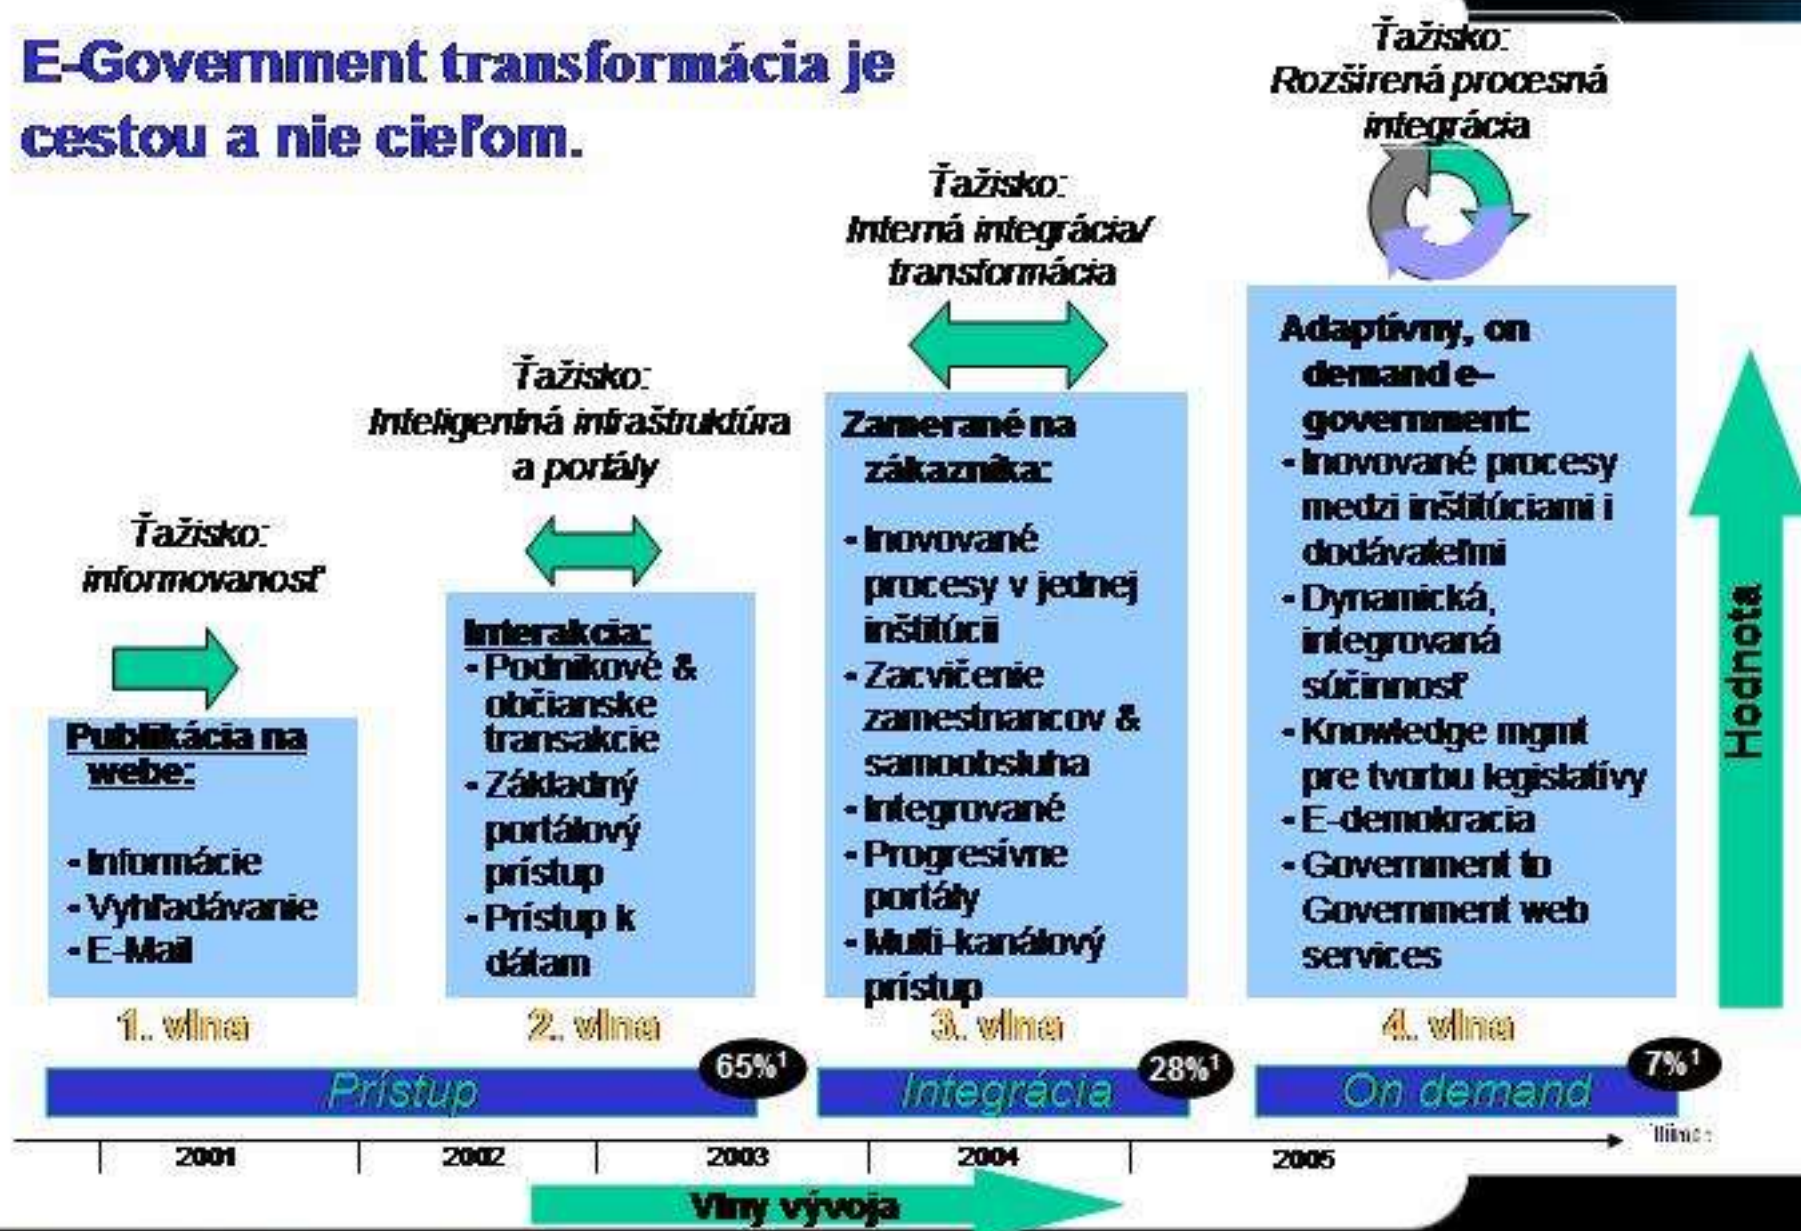 E-Government transformácia je
cestou a nie cieľom.
Ťažisko:
informovanosť
Publikácia na
webe:
- Informácie
- Vyhľadávanie
- E-Mail
1. vlna
Ťažisko:
Inteligentná infraštruktúra
a portály
Interakcia:
- Podnikové &
občianske
transakcie
- Základný
portálový
prístup
- Prístup k
dátam
2. vlna
Ťažisko:
Interná integrácia/
transformácia
Zamerané na
zákazníka:
- Inovované
procesy v jednej
inštitúcii
- Zacvičenie
zamestnancov &
samoobsluha
- Integrované
- Progresívne
portály
- Multi-kanálový
prístup
3. vlna
Ťažisko:
Rozšírená procesná
integrácia
Adaptívny, on
demand e-
government:
- Inovované procesy
medzi inštitúciami i
dodávateľmi
- Dynamická,
integrovaná
súčinnosť
- Knowledge mgmt
pre tvorbu legislatívy
- E-demokracia
- Government to
Government web
services
4. vlna
Hodnota
Prístup
65%¹
Integrácia
28%¹
On demand
7%¹
2001
2002
2003
2004
2005
Vlny vývoja